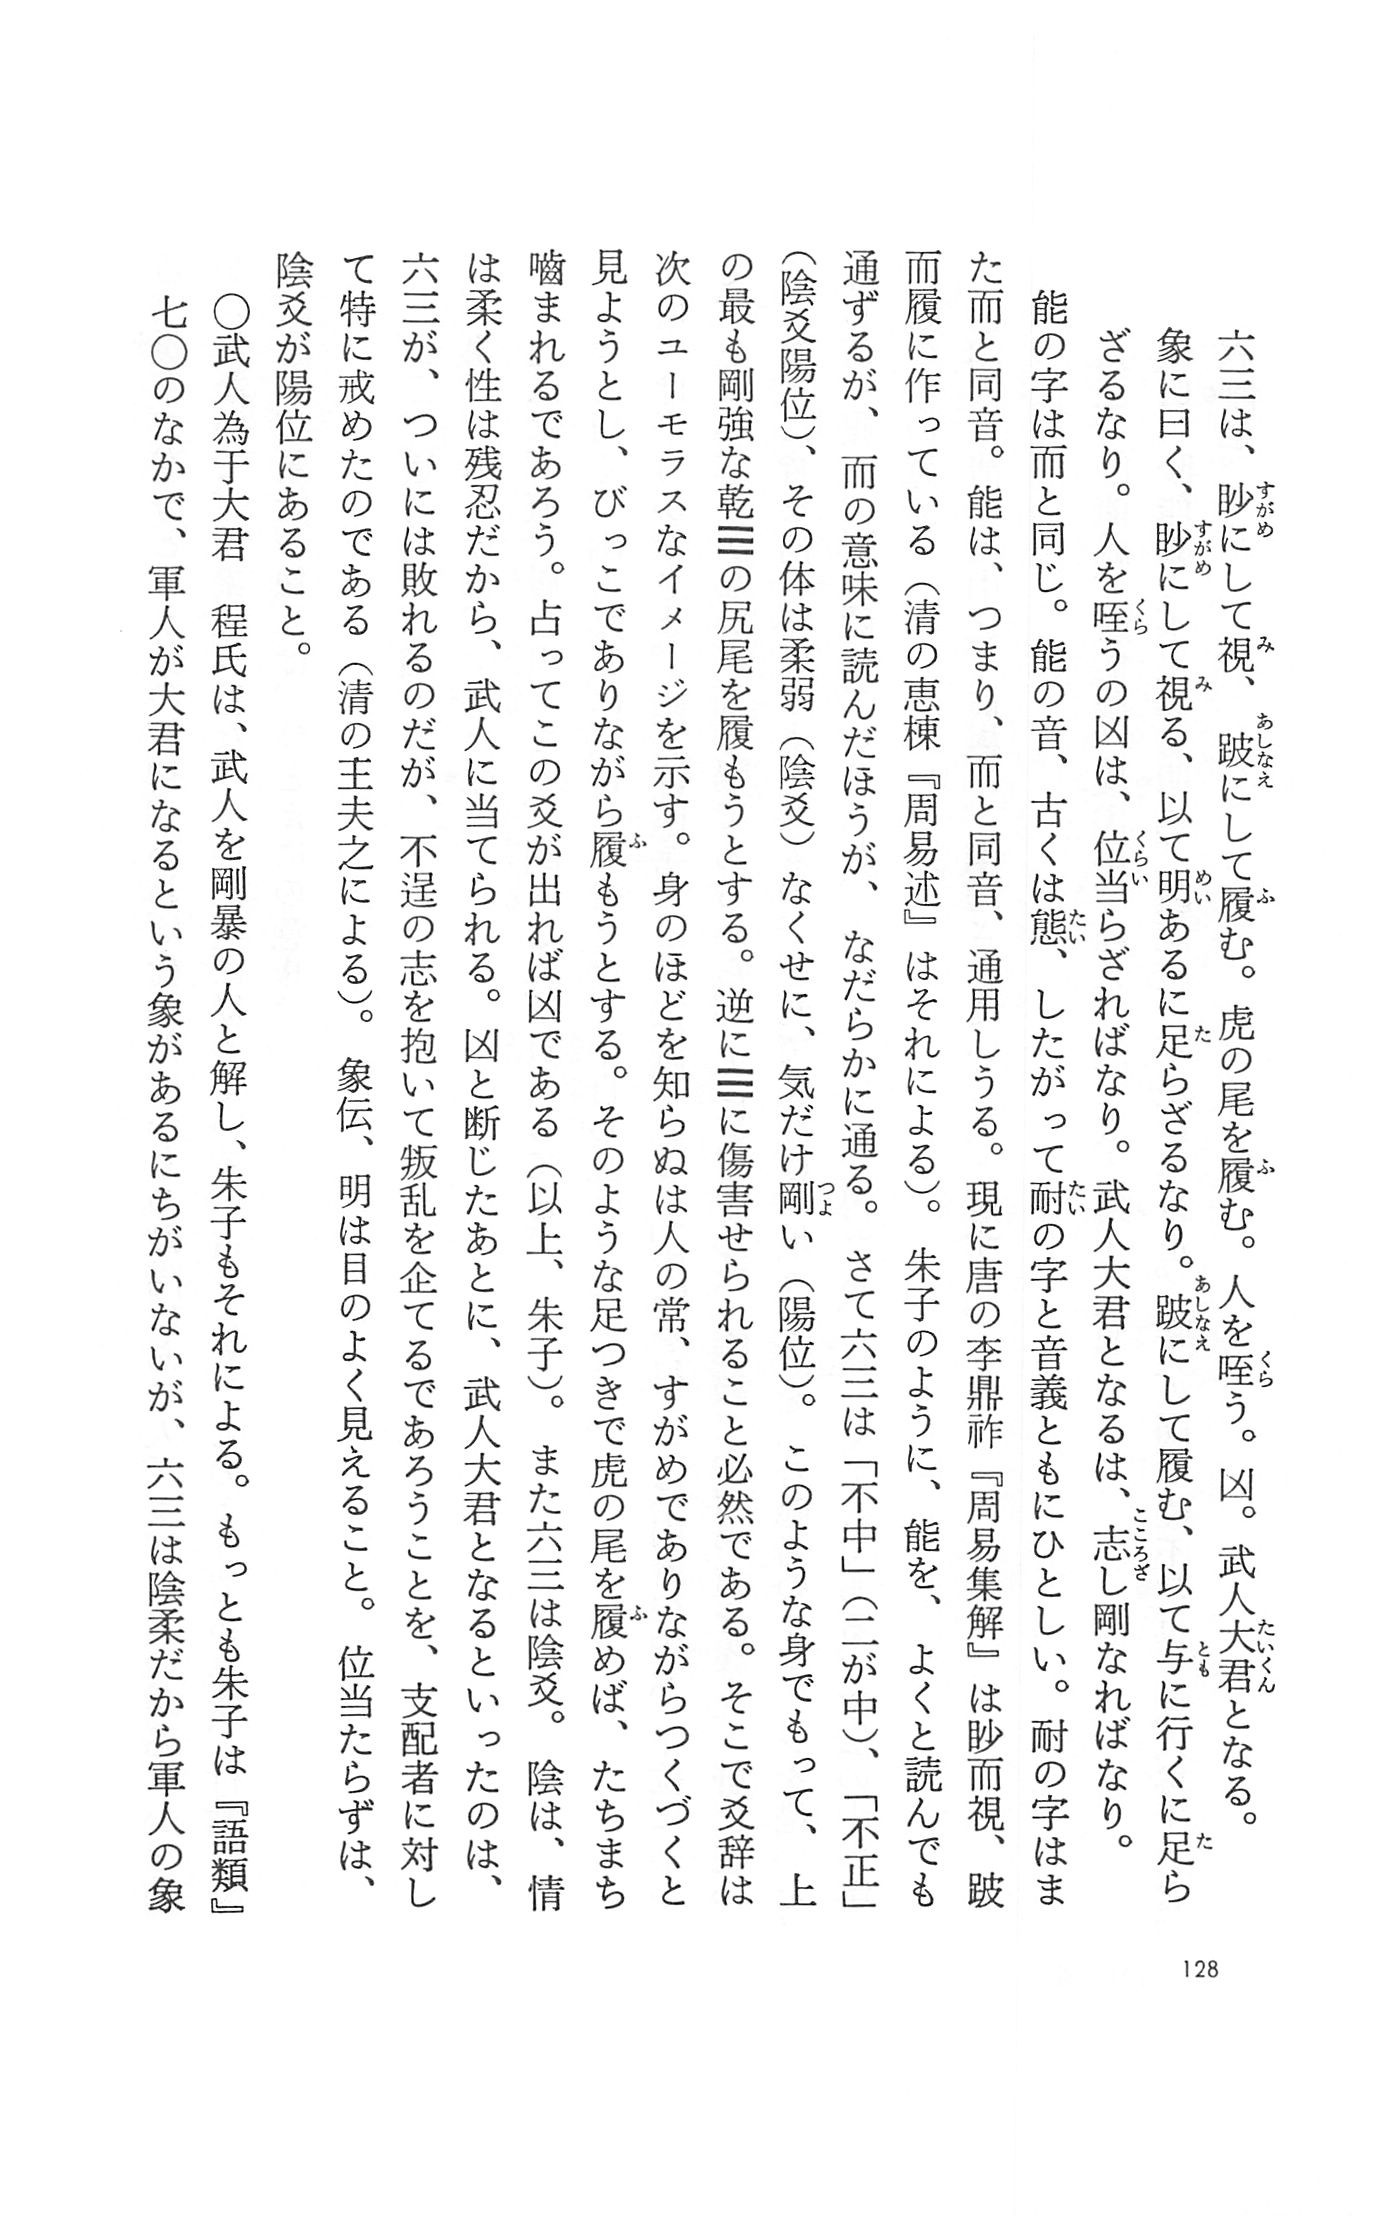 六三は、眇にして視、跛にして履む。虎の尾を履む。人を咥う。凶。武人大君となる。
象に曰く、眇にして視る、以て明あるに足らざるなり。跛にして履む、以て与に行くに足ら
ざるなり。人を咥うの凶は、位当らざればなり。武人大君となるは、志し剛なればなり。
能の字は而と同じ。能の音、古くは態、したがって耐の字と音義ともにひとしい。耐の字はま
た而と同音。能は、つまり、而と同音、通用しうる。現に唐の李鼎祚『周易集解』は眇而視、跛
而履に作っている（清の恵棟『周易述』はそれによる）。朱子のように、能を、よくと読んでも
通ずるが、而の意味に読んだほうが、なだらかに通る。さて六三は「不中」（二が中）、「不正」
（陰爻陽位）、その体は柔弱（陰爻）なくせに、気だけ剛い（陽位）。このような身でもって、上
の最も剛強な乾☰の尻尾を履もうとする。逆に☰に傷害せられること必然である。そこで爻辞は
次のユーモラスなイメージを示す。身のほどを知らぬは人の常、すがめでありながらつくづくと
見ようとし、びっこでありながら履もうとする。そのような足つきで虎の尾を履めば、たちまち
嚙まれるであろう。占ってこの爻が出れば凶である（以上、朱子）。また六三は陰爻。陰は、情
は柔く性は残忍だから、武人に当てられる。凶と断じたあとに、武人大君となるといったのは、
六三が、ついには敗れるのだが、不逞の志を抱いて叛乱を企てるであろうことを、支配者に対し
て特に戒めたのである（清の王夫之による）。象伝、明は目のよく見えること。位当たらずは、
陰爻が陽位にあること。
〇武人為于大君　程氏は、武人を剛暴の人と解し、朱子もそれによる。もっとも朱子は『語類』
七〇のなかで、軍人が大君になるという象があるにちがいないが、六三は陰柔だから軍人の象
128